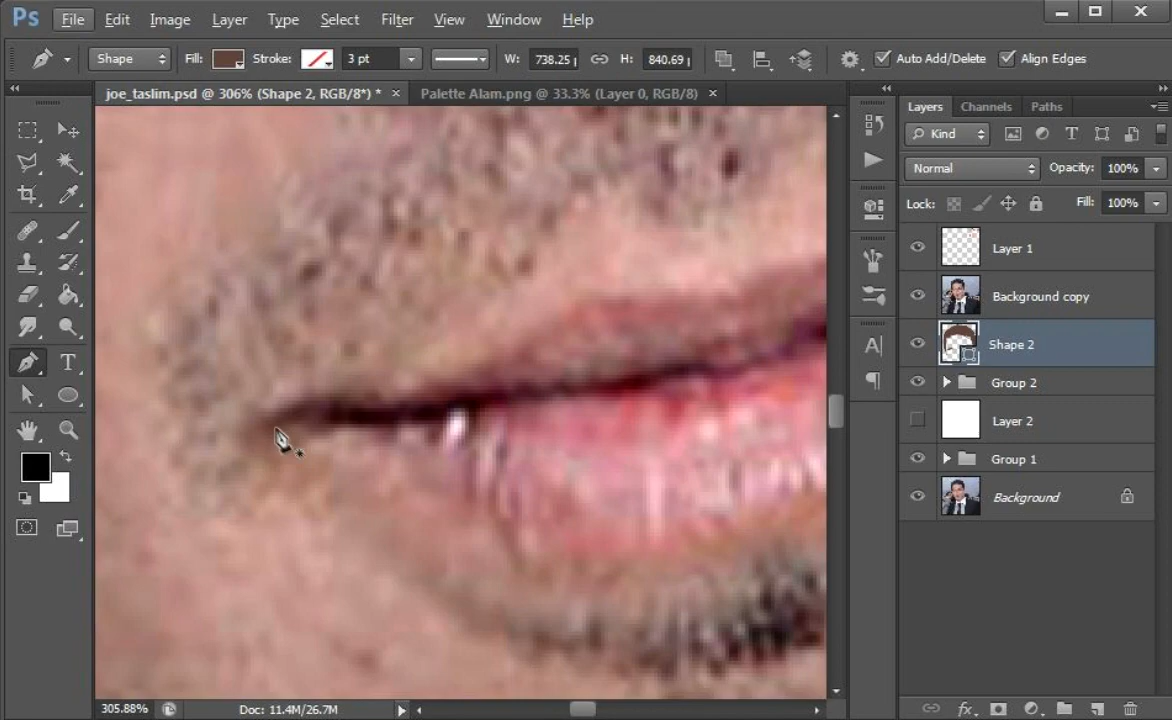 Ps File Edit Image Layer Type Select Filter View Window Help
Shape Fill: Stroke: 3 pt W: 738.25 H: 840.69 Auto Add/Delete Align Edges
joe_taslim.psd @ 306% (Shape 2, RGB/8*) * × Palette Alam.png @ 33.3% (Layer 0, RGB/8) ×
Layers Channels Paths
Kind
Normal Opacity: 100%
Lock: Fill: 100%
Layer 1
Background copy
Shape 2
Group 2
Layer 2
Group 1
Background
305.88% Doc: 11.4M/26.7M